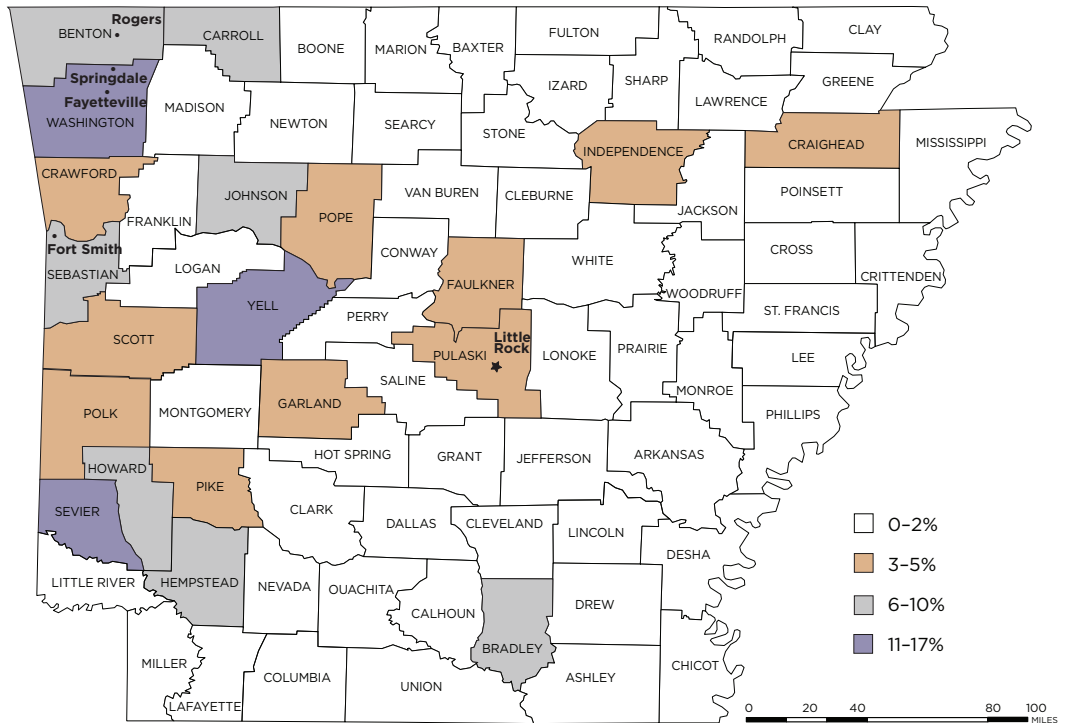 Rogers
BENTON
CARROLL
BOONE
MARION
BAXTER
FULTON
RANDOLPH
CLAY
Springdale
Fayetteville
WASHINGTON
MADISON
NEWTON
SEARCY
STONE
IZARD
SHARP
LAWRENCE
GREENE
INDEPENDENCE
CRAIGHEAD
MISSISSIPPI
CRAWFORD
FRANKLIN
JOHNSON
POPE
VAN BUREN
CLEBURNE
JACKSON
POINSETT
Fort Smith
SEBASTIAN
LOGAN
CONWAY
FAULKNER
WHITE
WOODRUFF
CROSS
CRITTENDEN
YELL
PERRY
ST. FRANCIS
SCOTT
PULASKI
Little
Rock
LONOKE
PRAIRIE
LEE
SALINE
MONROE
POLK
MONTGOMERY
GARLAND
PHILLIPS
HOT SPRING
GRANT
JEFFERSON
ARKANSAS
HOWARD
PIKE
SEVIER
CLARK
DALLAS
CLEVELAND
LINCOLN
DESHA
LITTLE RIVER
HEMPSTEAD
NEVADA
OUACHITA
CALHOUN
BRADLEY
DREW
MILLER
LAFAYETTE
COLUMBIA
UNION
ASHLEY
CHICOT
0–2%
3–5%
6–10%
11–17%
0 20 40 80 100
MILES